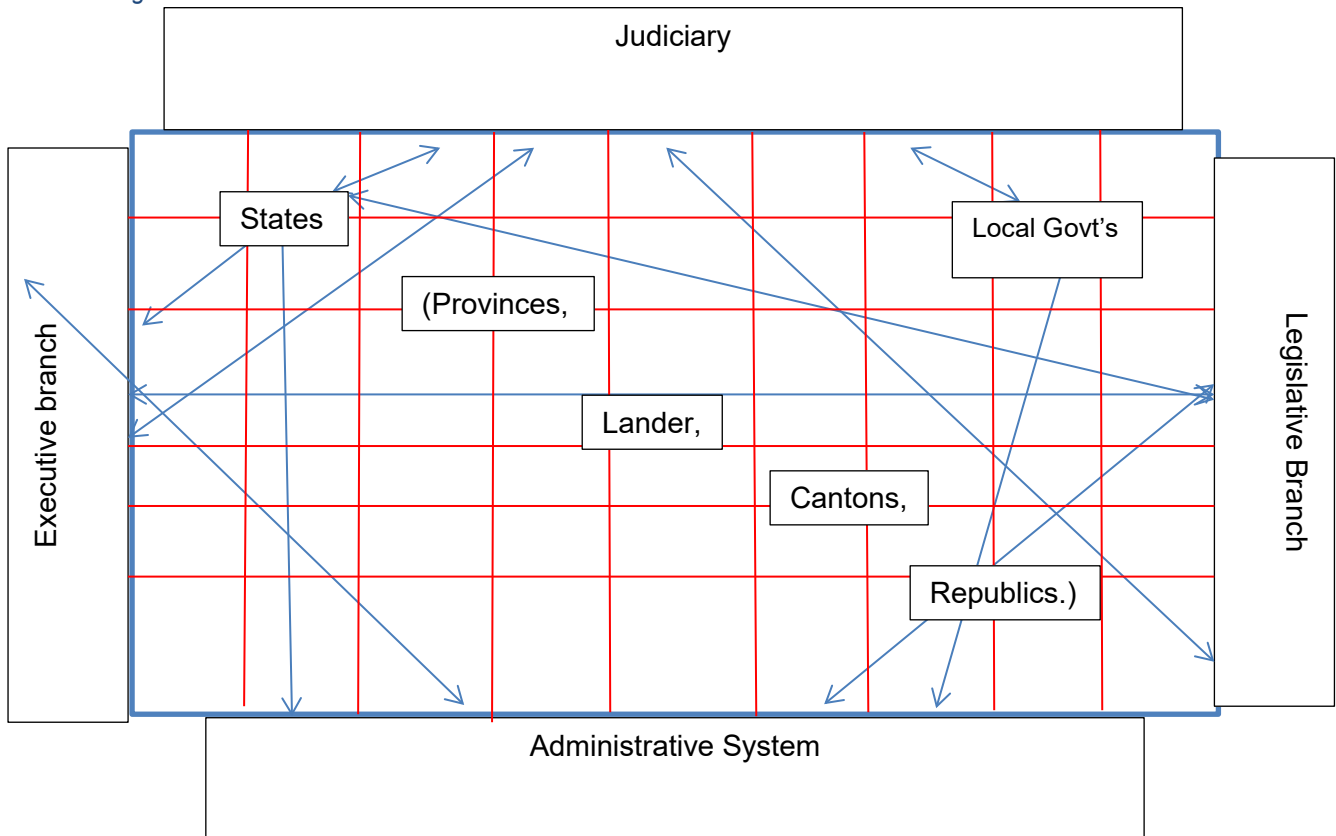 Judiciary
States
Local Govt's
(Provinces,
Executive branch
Legislative Branch
Lander,
Cantons,
Republics.)
Administrative System